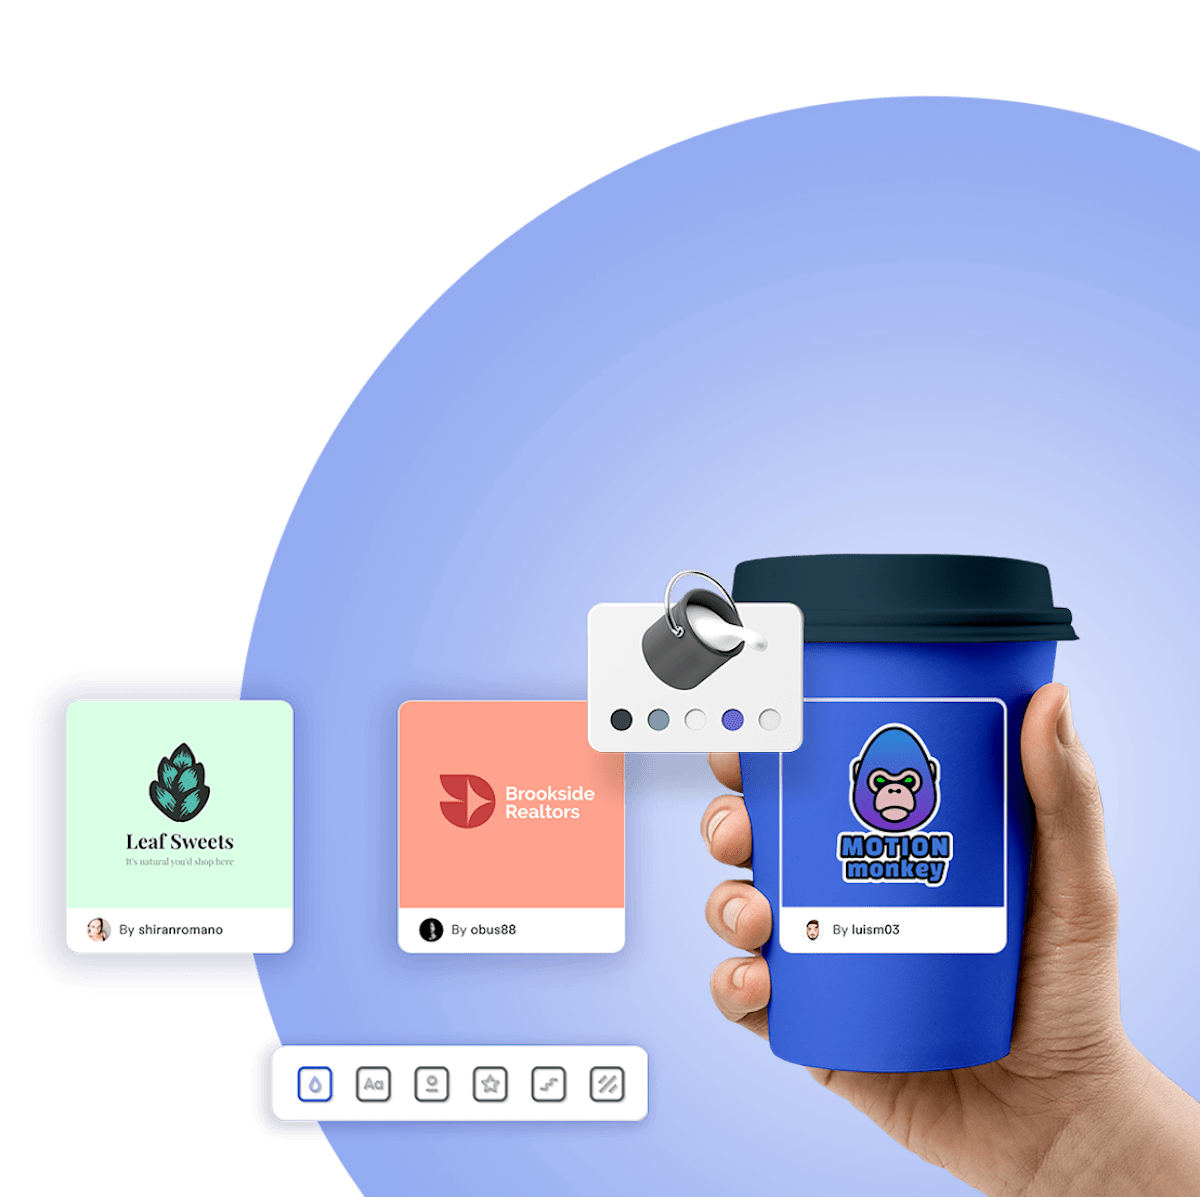 Leaf Sweets
It's natural you'd shop here
By shiranromano
Brookside
Realtors
By obus88
MOTION
monkey
By luism03
Aa